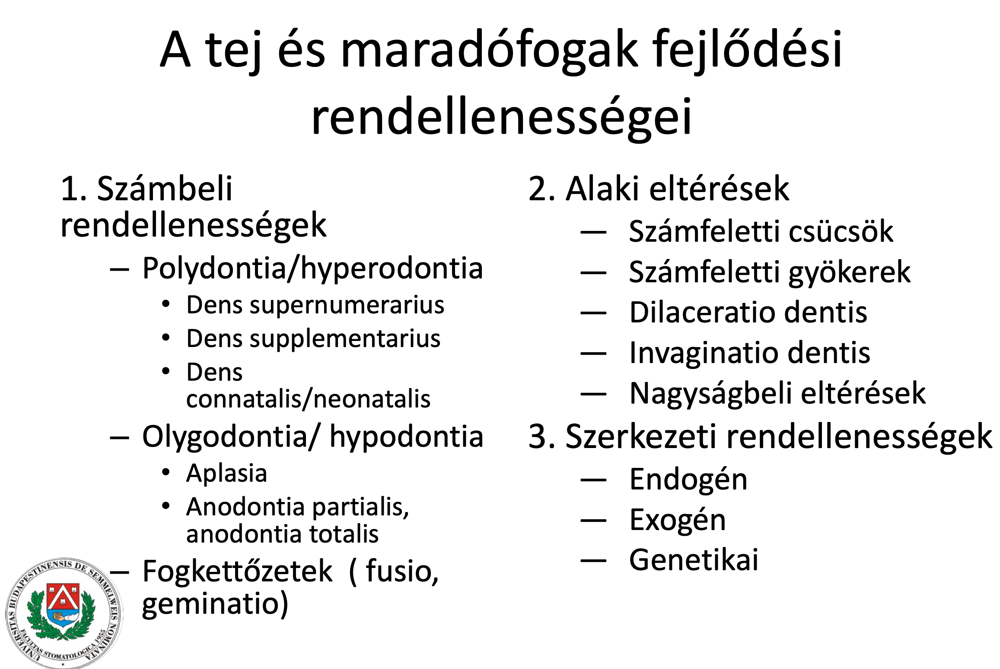 A tej és maradófogak fejlődési
rendellenességei
1. Számbeli
rendellenességek
– Polydontia/hyperodontia
• Dens supernumerarius
• Dens supplementarius
• Dens
connatalis/neonatalis
– Olygodontia/ hypodontia
• Aplasia
• Anodontia partialis,
anodontia totalis
– Fogkettőzetek ( fusio,
geminatio)
2. Alaki eltérések
— Számfeletti csücsök
— Számfeletti gyökerek
— Dilaceratio dentis
— Invaginatio dentis
— Nagyságbeli eltérések
3. Szerkezeti rendellenességek
— Endogén
— Exogén
— Genetikai
UNIVERSITAS BUDAPESTINENSIS DE SEMMELWEIS NOMINATA
FACULTAS STOMATOLOGICA 1955